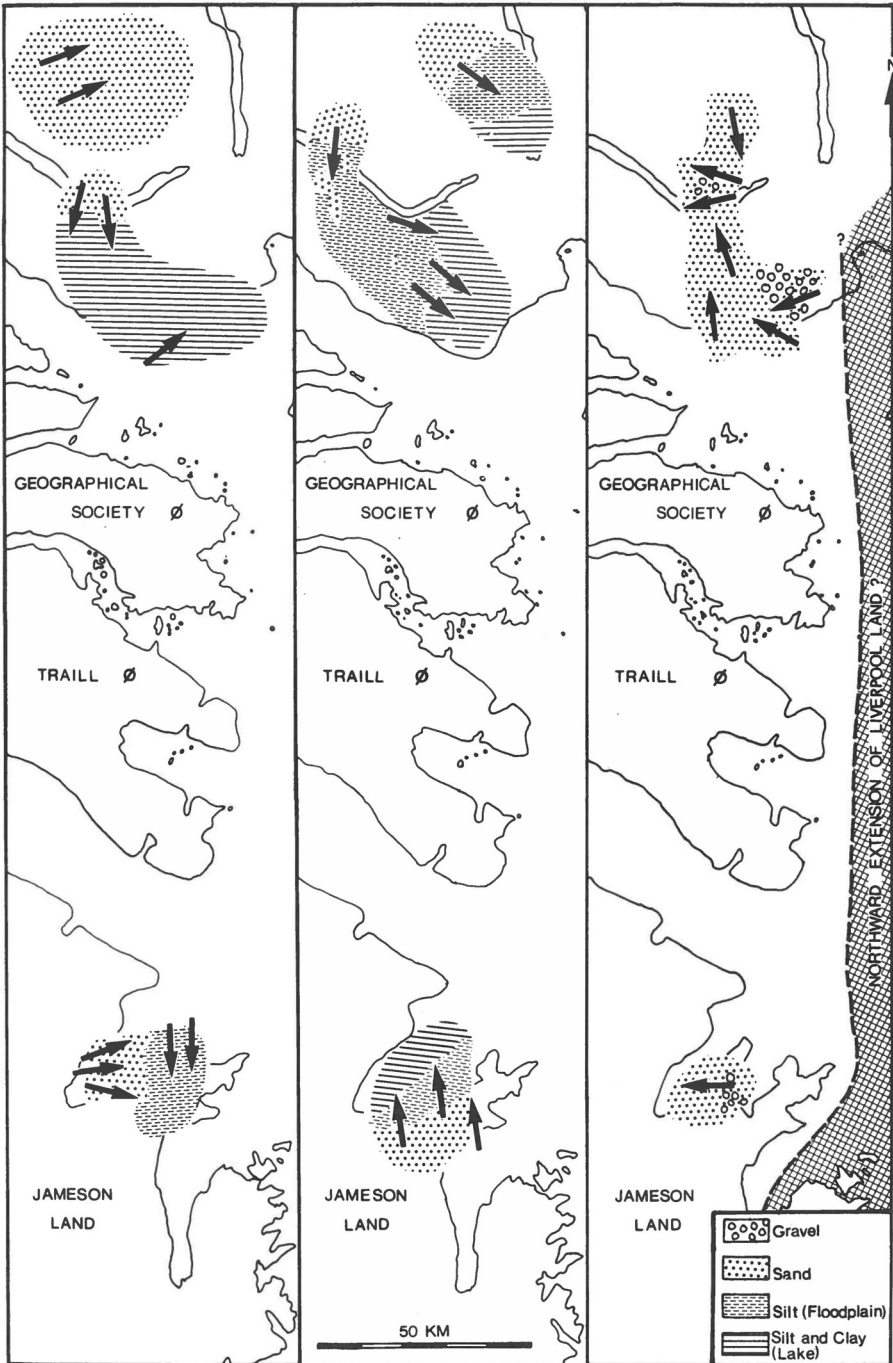 GEOGRAPHICAL
SOCIETY Ø
TRAILL Ø
JAMESON
LAND
GEOGRAPHICAL
SOCIETY Ø
TRAILL Ø
JAMESON
LAND
50 KM
N
?
GEOGRAPHICAL
SOCIETY Ø
TRAILL Ø
NORTHWARD EXTENSION OF LIVERPOOL LAND ?
JAMESON
LAND
Gravel
Sand
Silt (Floodplain)
Silt and Clay
(Lake)